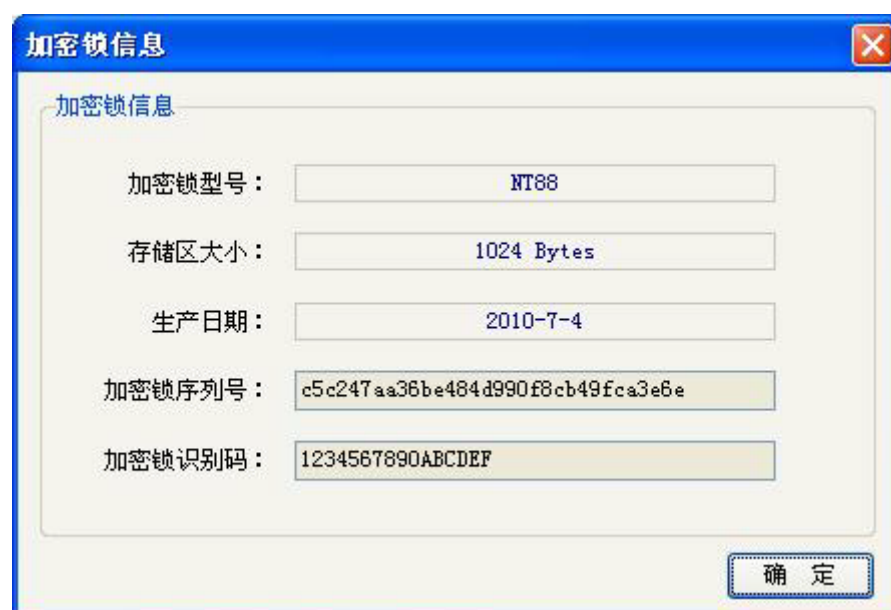 加密锁信息
加密锁信息
加密锁型号： NT88
存储区大小： 1024 Bytes
生产日期： 2010-7-4
加密锁序列号： c5c247aa36be484d990f8cb49fca3e6e
加密锁识别码： 1234567890ABCDEF
确 定